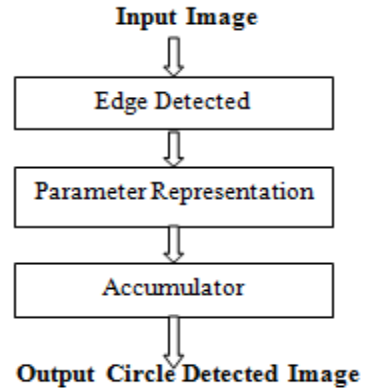 Input Image
Edge Detected
Parameter Representation
Accumulator
Output Circle Detected Image